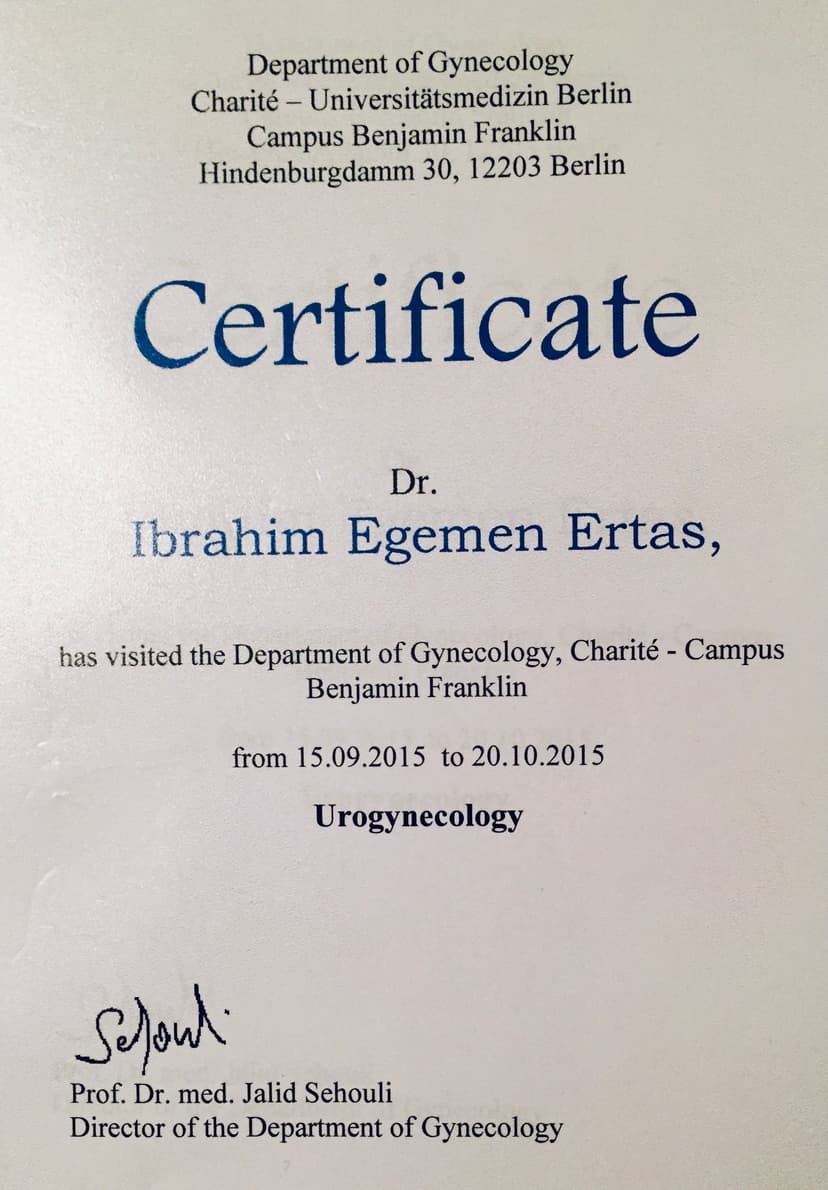 Department of Gynecology
Charité – Universitätsmedizin Berlin
Campus Benjamin Franklin
Hindenburgdamm 30, 12203 Berlin
Certificate
Dr.
Ibrahim Egemen Ertas,
has visited the Department of Gynecology, Charité - Campus
Benjamin Franklin
from 15.09.2015 to 20.10.2015
Urogynecology
Sehouli
Prof. Dr. med. Jalid Sehouli
Director of the Department of Gynecology